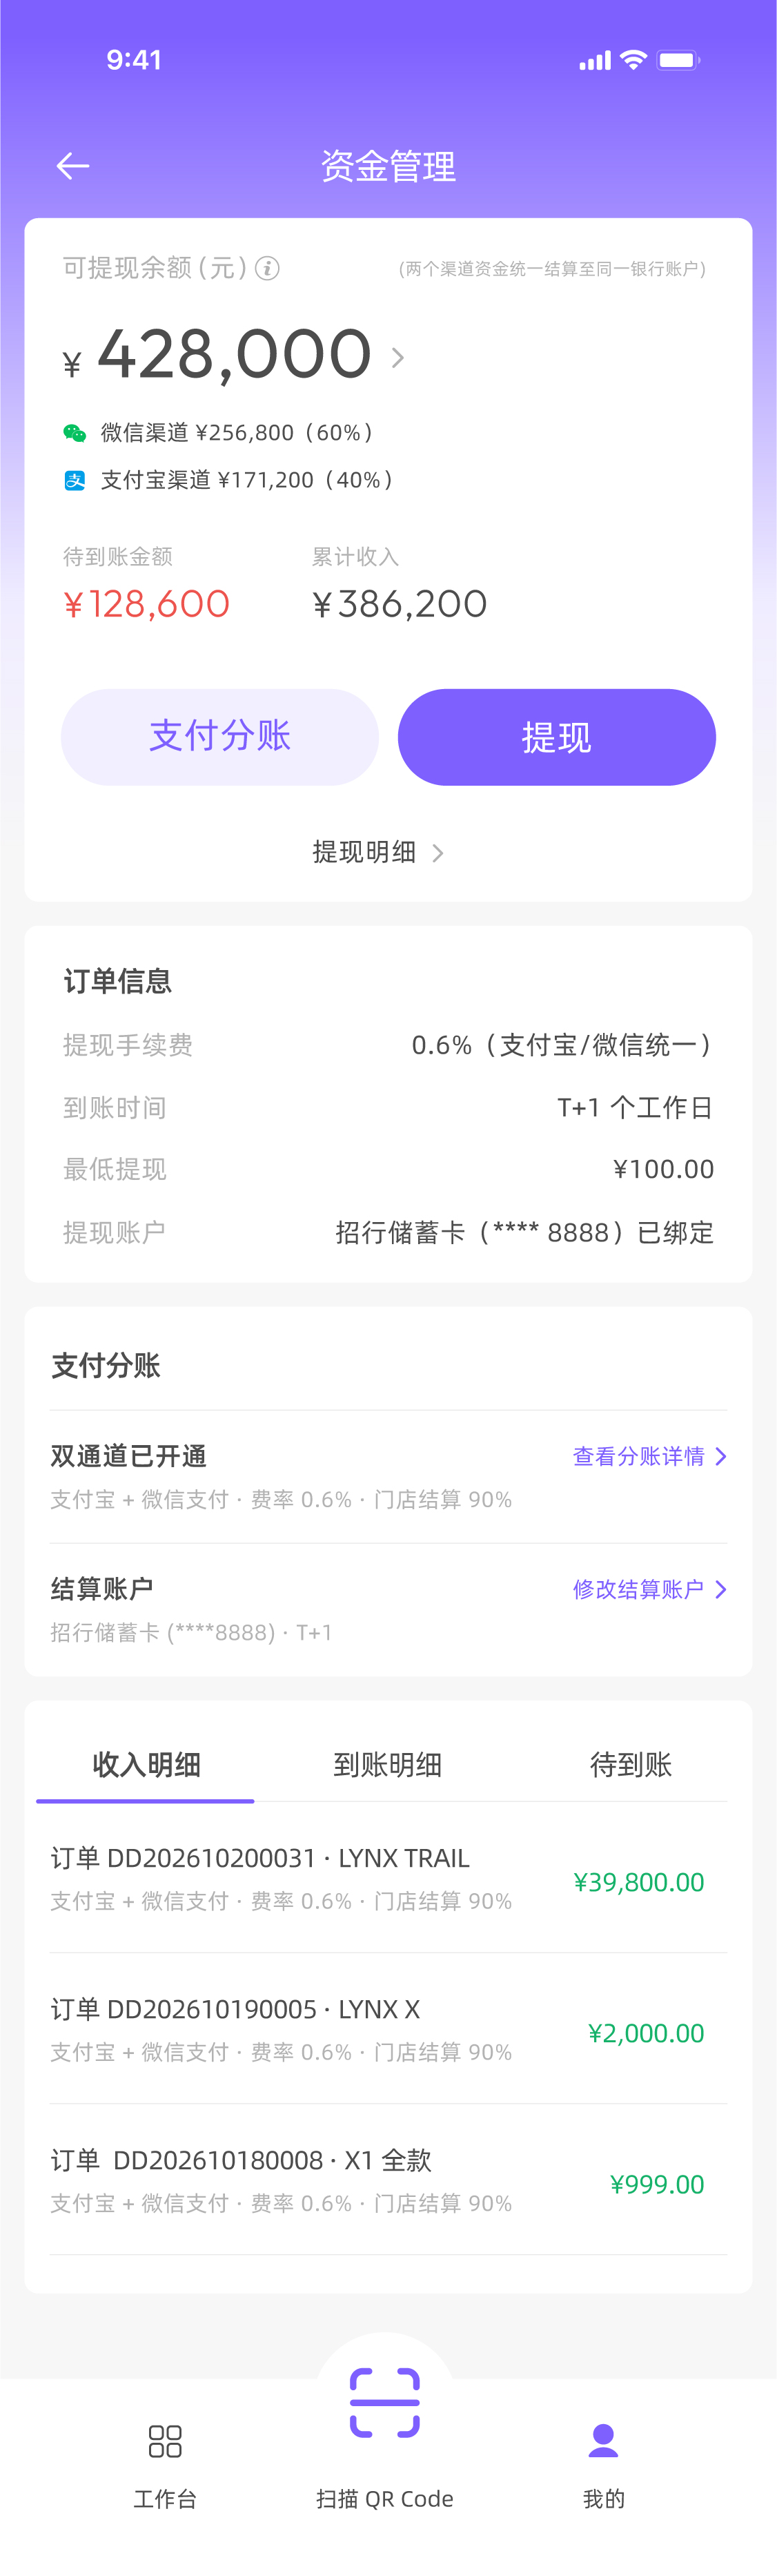 9:41
资金管理
可提现余额(元)
(两个渠道资金统一结算至同一银行账户)
¥ 428,000
微信渠道 ¥256,800（60%）
支付宝渠道 ¥171,200（40%）
待到账金额 累计收入
¥128,600 ¥386,200
支付分账 提现
提现明细
订单信息
提现手续费 0.6%（支付宝/微信统一）
到账时间 T+1 个工作日
最低提现 ¥100.00
提现账户 招行储蓄卡（**** 8888）已绑定
支付分账
双通道已开通 查看分账详情
支付宝 + 微信支付 · 费率 0.6% · 门店结算 90%
结算账户 修改结算账户
招行储蓄卡 (****8888) · T+1
收入明细 到账明细 待到账
订单 DD202610200031 · LYNX TRAIL
¥39,800.00
支付宝 + 微信支付 · 费率 0.6% · 门店结算 90%
订单 DD202610190005 · LYNX X
¥2,000.00
支付宝 + 微信支付 · 费率 0.6% · 门店结算 90%
订单 DD202610180008 · X1 全款
¥999.00
支付宝 + 微信支付 · 费率 0.6% · 门店结算 90%
工作台 扫描 QR Code 我的